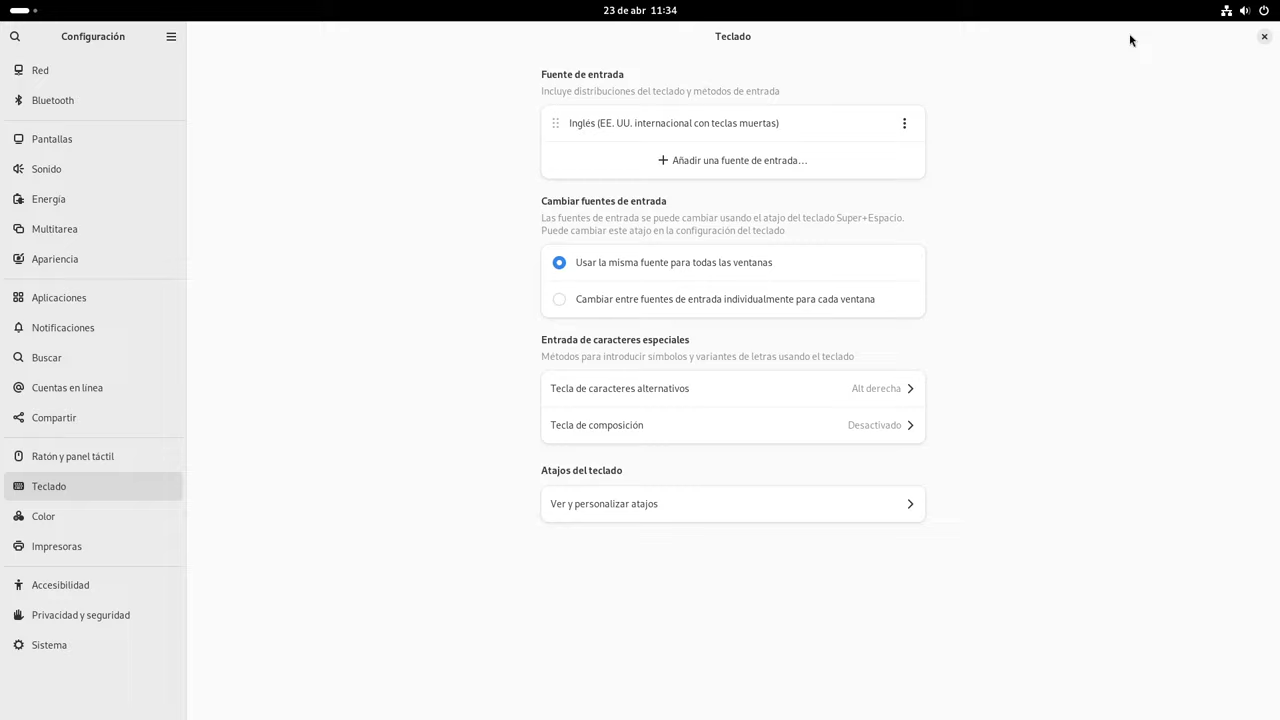 23 de abr 11:34
Configuración
Teclado
Red
Bluetooth
Pantallas
Sonido
Energía
Multitarea
Apariencia
Aplicaciones
Notificaciones
Buscar
Cuentas en línea
Compartir
Ratón y panel táctil
Teclado
Color
Impresoras
Accesibilidad
Privacidad y seguridad
Sistema
Fuente de entrada
Incluye distribuciones del teclado y métodos de entrada
Inglés (EE. UU. internacional con teclas muertas)
Añadir una fuente de entrada…
Cambiar fuentes de entrada
Las fuentes de entrada se puede cambiar usando el atajo del teclado Super+Espacio.
Puede cambiar este atajo en la configuración del teclado
Usar la misma fuente para todas las ventanas
Cambiar entre fuentes de entrada individualmente para cada ventana
Entrada de caracteres especiales
Métodos para introducir símbolos y variantes de letras usando el teclado
Tecla de caracteres alternativos Alt derecha
Tecla de composición Desactivado
Atajos del teclado
Ver y personalizar atajos